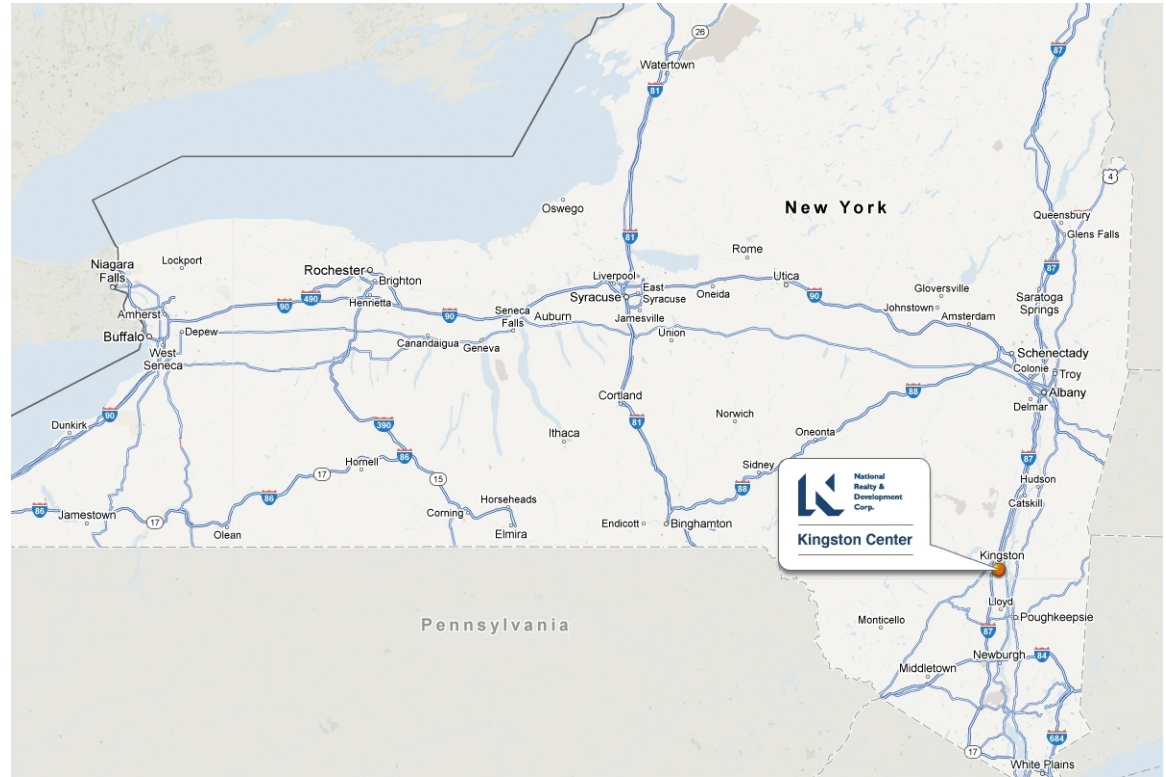 26
87
Watertown
81
4
New York
Oswego
Queensbury
Glens Falls
81
Rome
Niagara
Falls
Lockport
Rochester
Brighton
Liverpool
East
Syracuse
Syracuse
Oneida
Utica
87
Gloversville
Saratoga
Springs
90
490
Henrietta
90
Seneca
Falls
Auburn
Jamesville
90
Johnstown
Amsterdam
Amherst
Buffalo
Depew
Union
West
Seneca
Canandaigua
Geneva
Schenectady
Colonie
Troy
Albany
Delmar
Cortland
88
90
Dunkirk
390
81
Norwich
Oneonta
Ithaca
86
Hornell
17
15
Sidney
87
Hudson
88
86
Horseheads
Catskill
86
Jamestown
17
Olean
Corning
Elmira
Endicott
Binghamton
National
Realty &
Development
Corp.
Kingston Center
Kingston
Lloyd
Poughkeepsie
Pennsylvania
Monticello
87
Newburgh
84
Middletown
684
17
White Plains